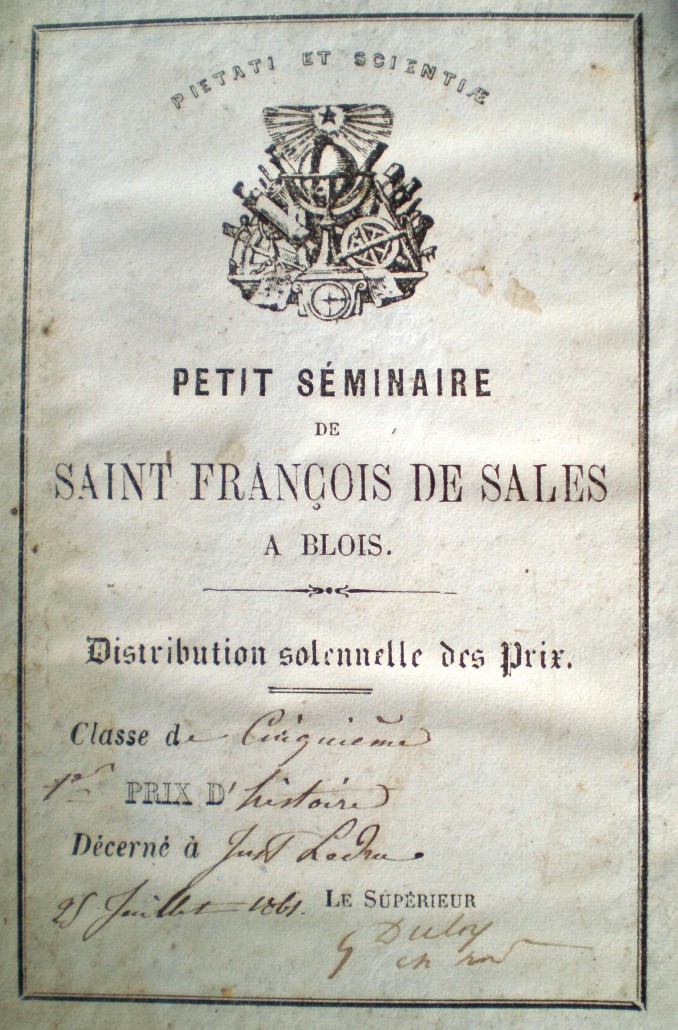 PIETATI ET SCIENTIÆ
PETIT SÉMINAIRE
DE
SAINT FRANÇOIS DE SALES
A BLOIS.
Distribution solennelle des Prix.
Classe de Cinquième
1er PRIX D'histoire
Décerné à Just
25 Juillet 1861.
LE SUPÉRIEUR